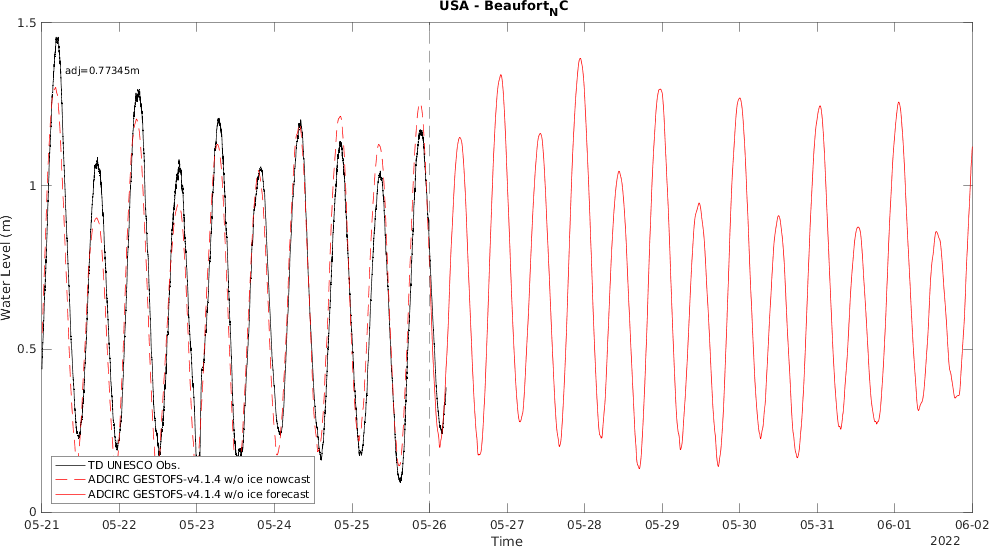 USA - Beaufort_NC
adj=0.77345m
1.5
1
0.5
0
Water Level (m)
TD UNESCO Obs.
ADCIRC GESTOFS-v4.1.4 w/o ice nowcast
ADCIRC GESTOFS-v4.1.4 w/o ice forecast
05-21 05-22 05-23 05-24 05-25 05-26 05-27 05-28 05-29 05-30 05-31 06-01 06-02
Time
2022